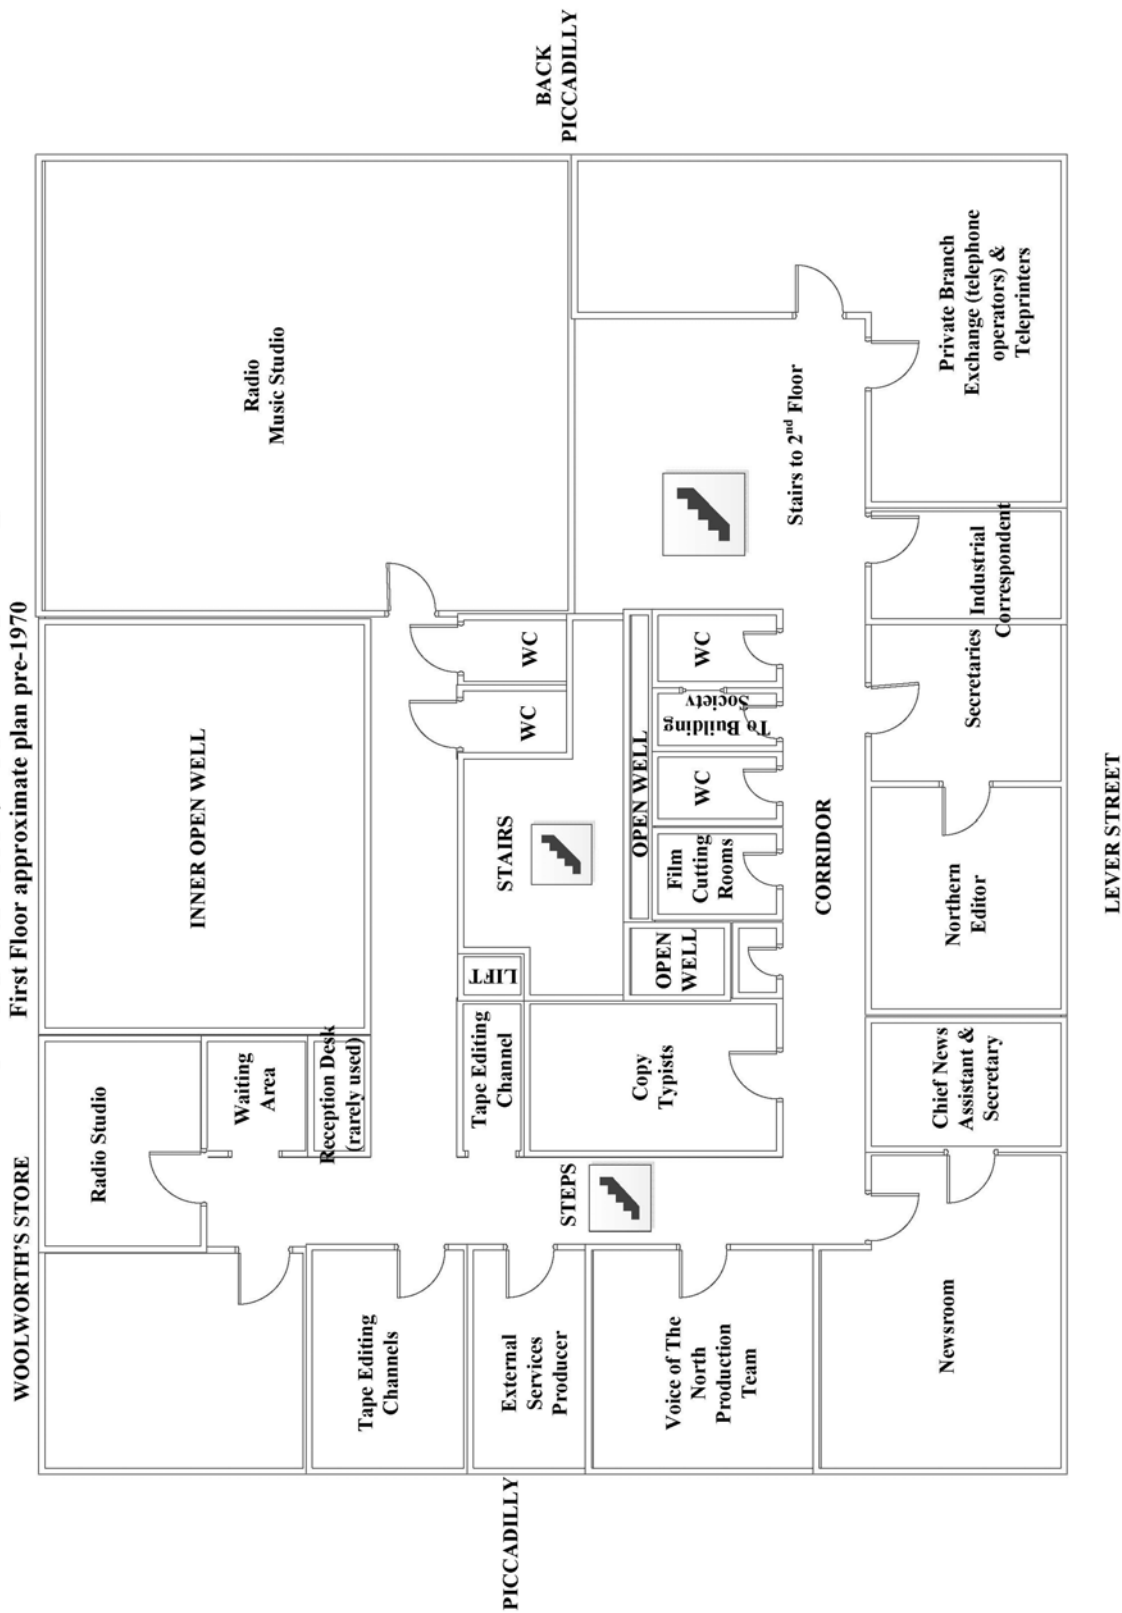 First Floor approximate plan pre-1970
WOOLWORTH'S STORE
Radio Studio
Waiting
Area
Reception Desk
(rarely used)
INNER OPEN WELL
Radio
Music Studio
BACK
PICCADILLY
PICCADILLY
Tape Editing
Channels
External
Services
Producer
Voice of The
North
Production
Team
Newsroom
STEPS
Tape Editing
Channel
LIFT
STAIRS
WC
WC
Copy
Typists
OPEN
WELL
OPEN WELL
Film
Cutting
Rooms
WC
To Building
Society
WC
Stairs to 2nd Floor
CORRIDOR
Chief News
Assistant &
Secretary
Northern
Editor
Secretaries
Industrial
Correspondent
Private Branch
Exchange (telephone
operators) &
Teleprinters
LEVER STREET